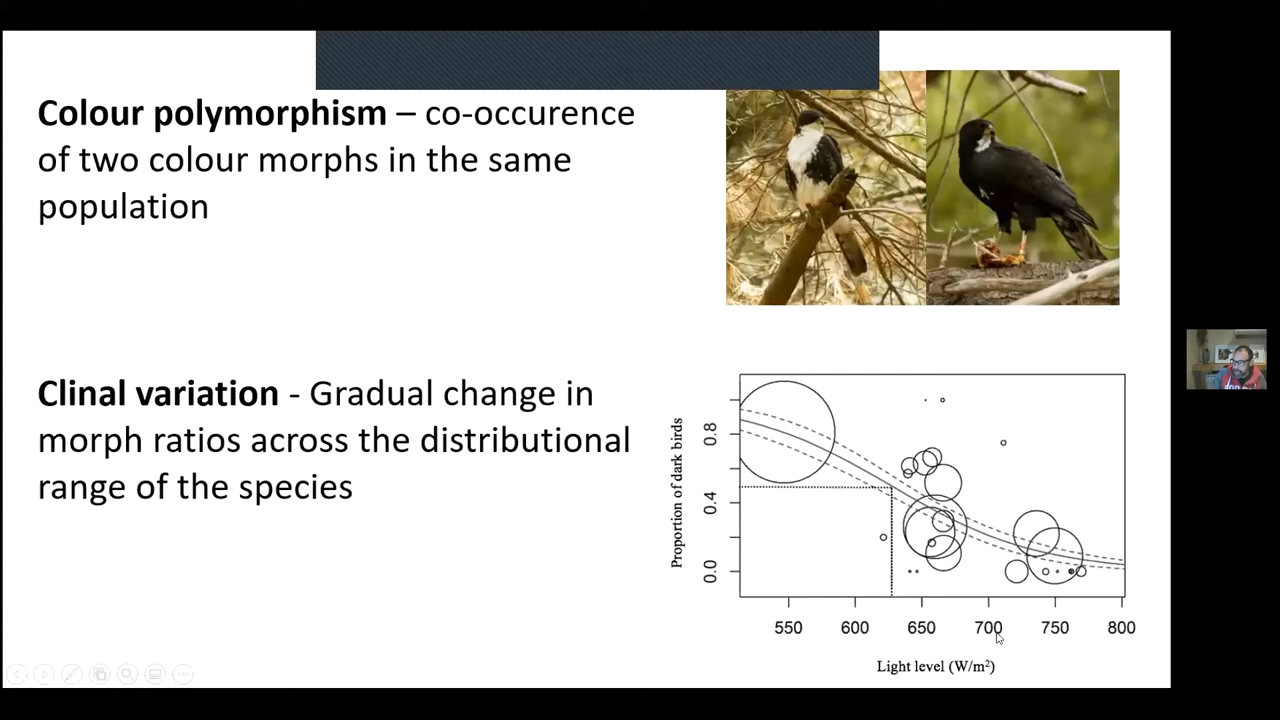 Colour polymorphism – co-occurence
of two colour morphs in the same
population
Clinal variation - Gradual change in
morph ratios across the distributional
range of the species
Proportion of dark birds
0.8
0.4
0.0
550 600 650 700 750 800
Light level (W/m²)